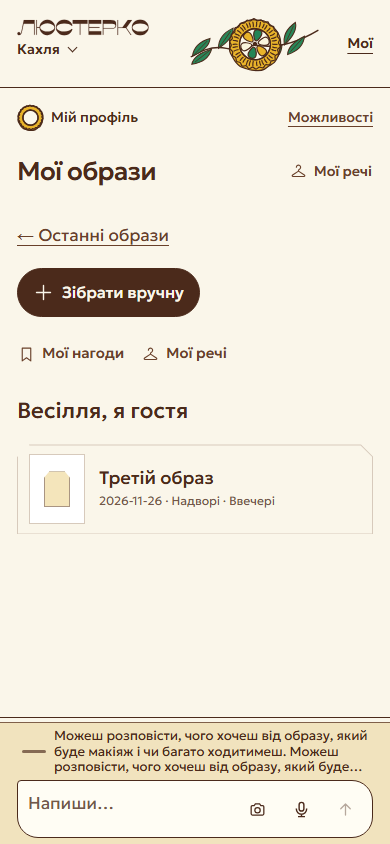 ЛЮСТЕРКО
Кахля
Мої
Мій профіль
Можливості
Мої образи
Мої речі
← Останні образи
Зібрати вручну
Мої нагоди
Мої речі
Весілля, я гостя
Третій образ
2026-11-26 · Надворі · Ввечері
Можеш розповісти, чого хочеш від образу, який
буде макіяж і чи багато ходитимеш. Можеш
розповісти, чого хочеш від образу, який буде…
Напиши…